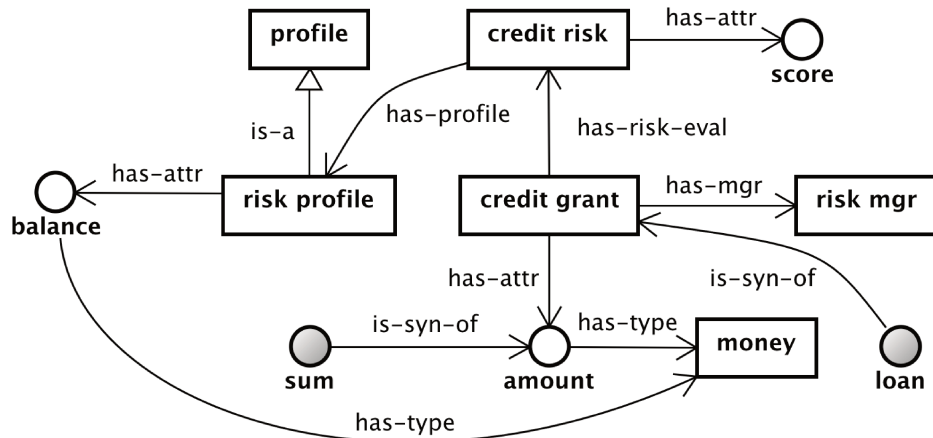 has-attr
profile
credit risk
score
has-profile
is-a
has-risk-eval
has-attr
has-mgr
risk profile
credit grant
risk mgr
balance
has-attr
is-syn-of
is-syn-of
has-type
money
sum
amount
loan
has-type